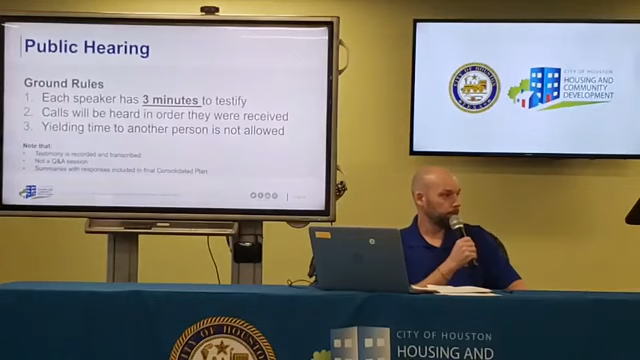 Public Hearing
Ground Rules
1. Each speaker has 3 minutes to testify
2. Calls will be heard in order they were received
3. Yielding time to another person is not allowed
Note that:
• Testimony is recorded and transcribed
• Not a Q&A session
• Summaries with responses included in final Consolidated Plan
CITY OF HOUSTON
HOUSING AND
COMMUNITY
DEVELOPMENT
hp
CITY OF HOUSTON
HOUSING AND